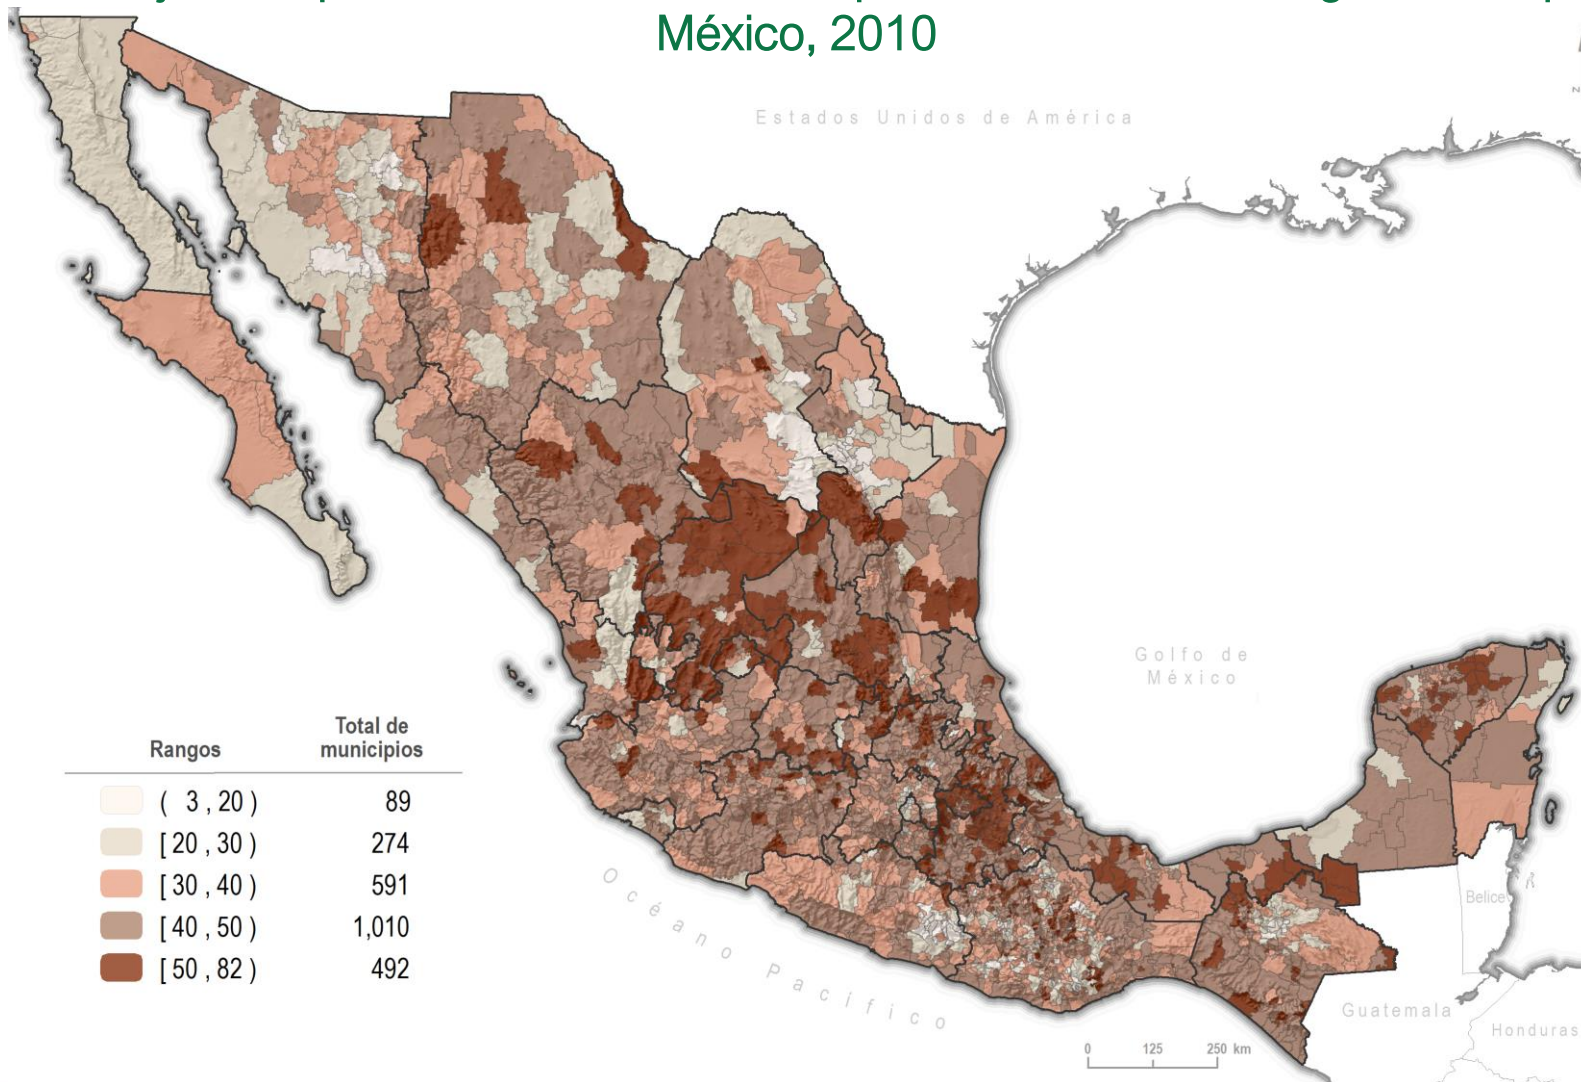 México, 2010
Estados Unidos de América
N
Golfo de
México
Rangos
Total de
municipios
( 3 , 20 )
89
[ 20 , 30 )
274
[ 30 , 40 )
591
[ 40 , 50 )
1,010
[ 50 , 82 )
492
Océano Pacífico
Belice
Guatemala
Honduras
0 125 250 km